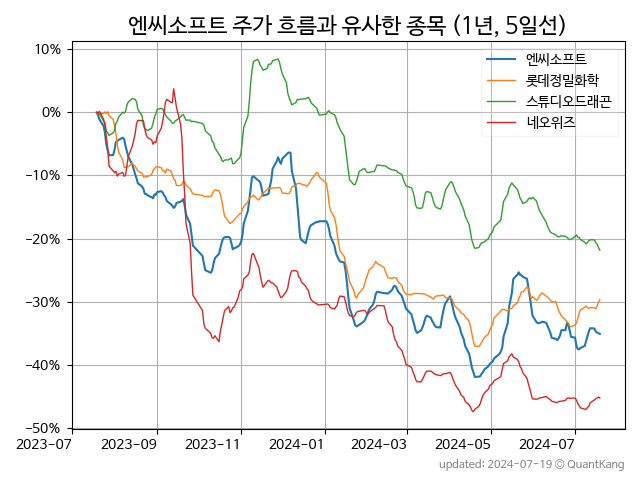 엔씨소프트 주가 흐름과 유사한 종목 (1년, 5일선)
엔씨소프트
롯데정밀화학
스튜디오드래곤
네오위즈
10%
0%
−10%
−20%
−30%
−40%
−50%
2023-07 2023-09 2023-11 2024-01 2024-03 2024-05 2024-07
updated: 2024-07-19 © QuantKang